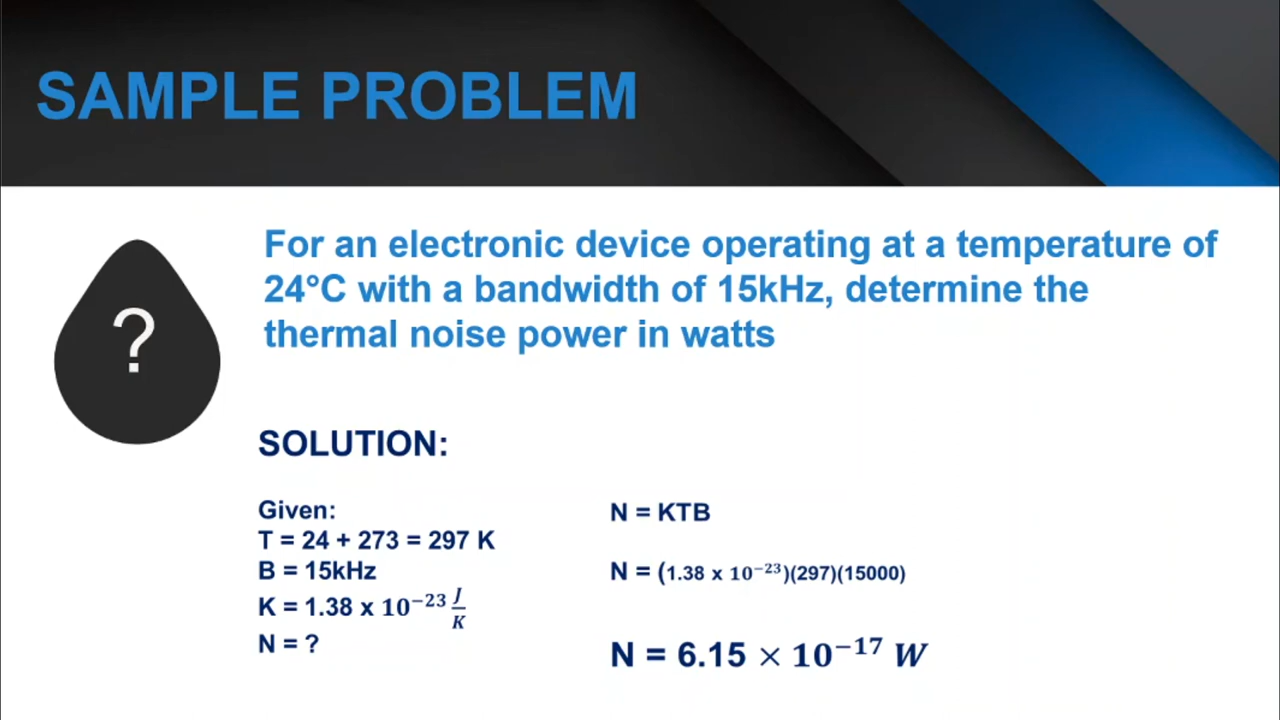 SAMPLE PROBLEM
?
For an electronic device operating at a temperature of
24°C with a bandwidth of 15kHz, determine the
thermal noise power in watts
SOLUTION:
Given:
T = 24 + 273 = 297 K
B = 15kHz
K = 1.38 x 10⁻²³ J/K
N = ?
N = KTB
N = (1.38 x 10⁻²³)(297)(15000)
N = 6.15 × 10⁻¹⁷ W